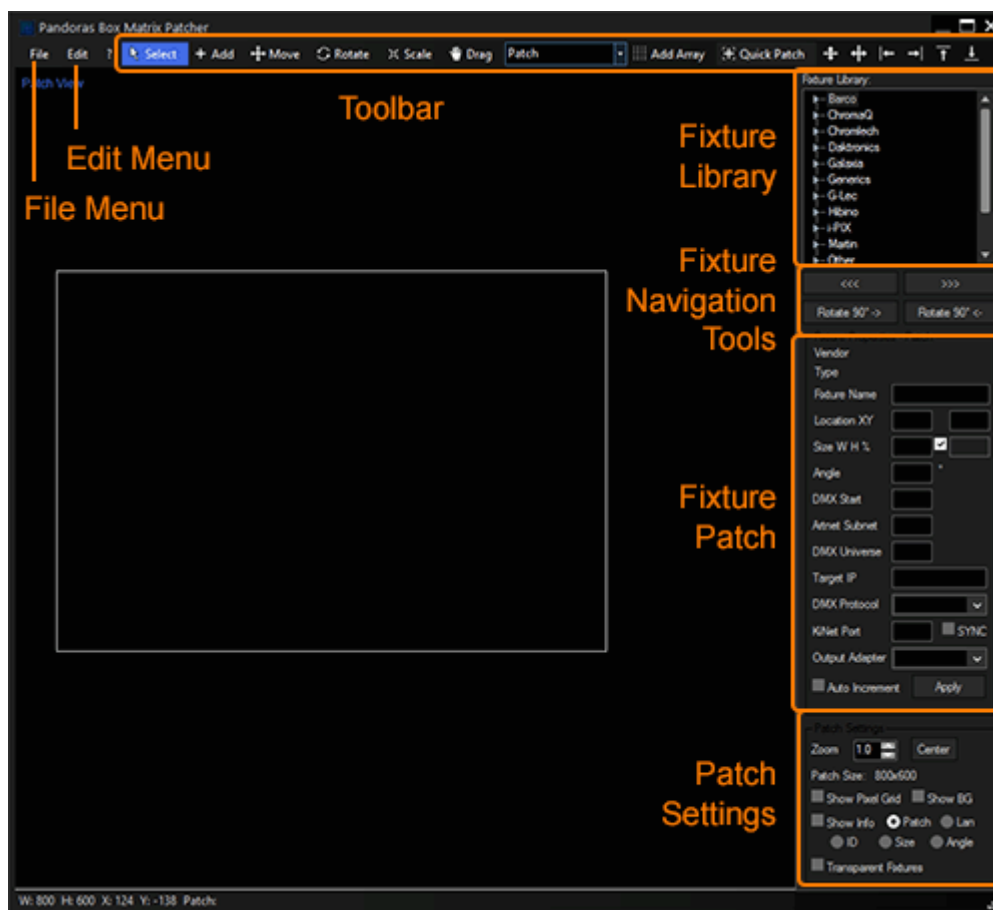 Pandoras Box Matrix Patcher
File Edit ? Select Add Move Rotate Scale Drag Patch Add Array Quick Patch
Patch View
Toolbar
Edit Menu
File Menu
Fixture Library:
Barco
ChromaQ
Chromlech
Daktronics
Galaxia
Generics
G-Lec
Hibino
i-PIX
Martin
Other
Fixture
Library
Fixture
Navigation
Tools
<<< >>>
Rotate 90° -> Rotate 90° <-
Fixture
Patch
Vendor
Type
Fixture Name
Location XY
Size W H %
Angle °
DMX Start
Artnet Subnet
DMX Universe
Target IP
DMX Protocol
KiNet Port SYNC
Output Adapter
Auto Increment Apply
Patch
Settings
Patch Settings
Zoom 1.0 Center
Patch Size: 800x600
Show Pixel Grid Show BG
Show Info Patch Lan
ID Size Angle
Transparent Fixtures
W: 800 H: 600 X: 124 Y: -138 Patch: